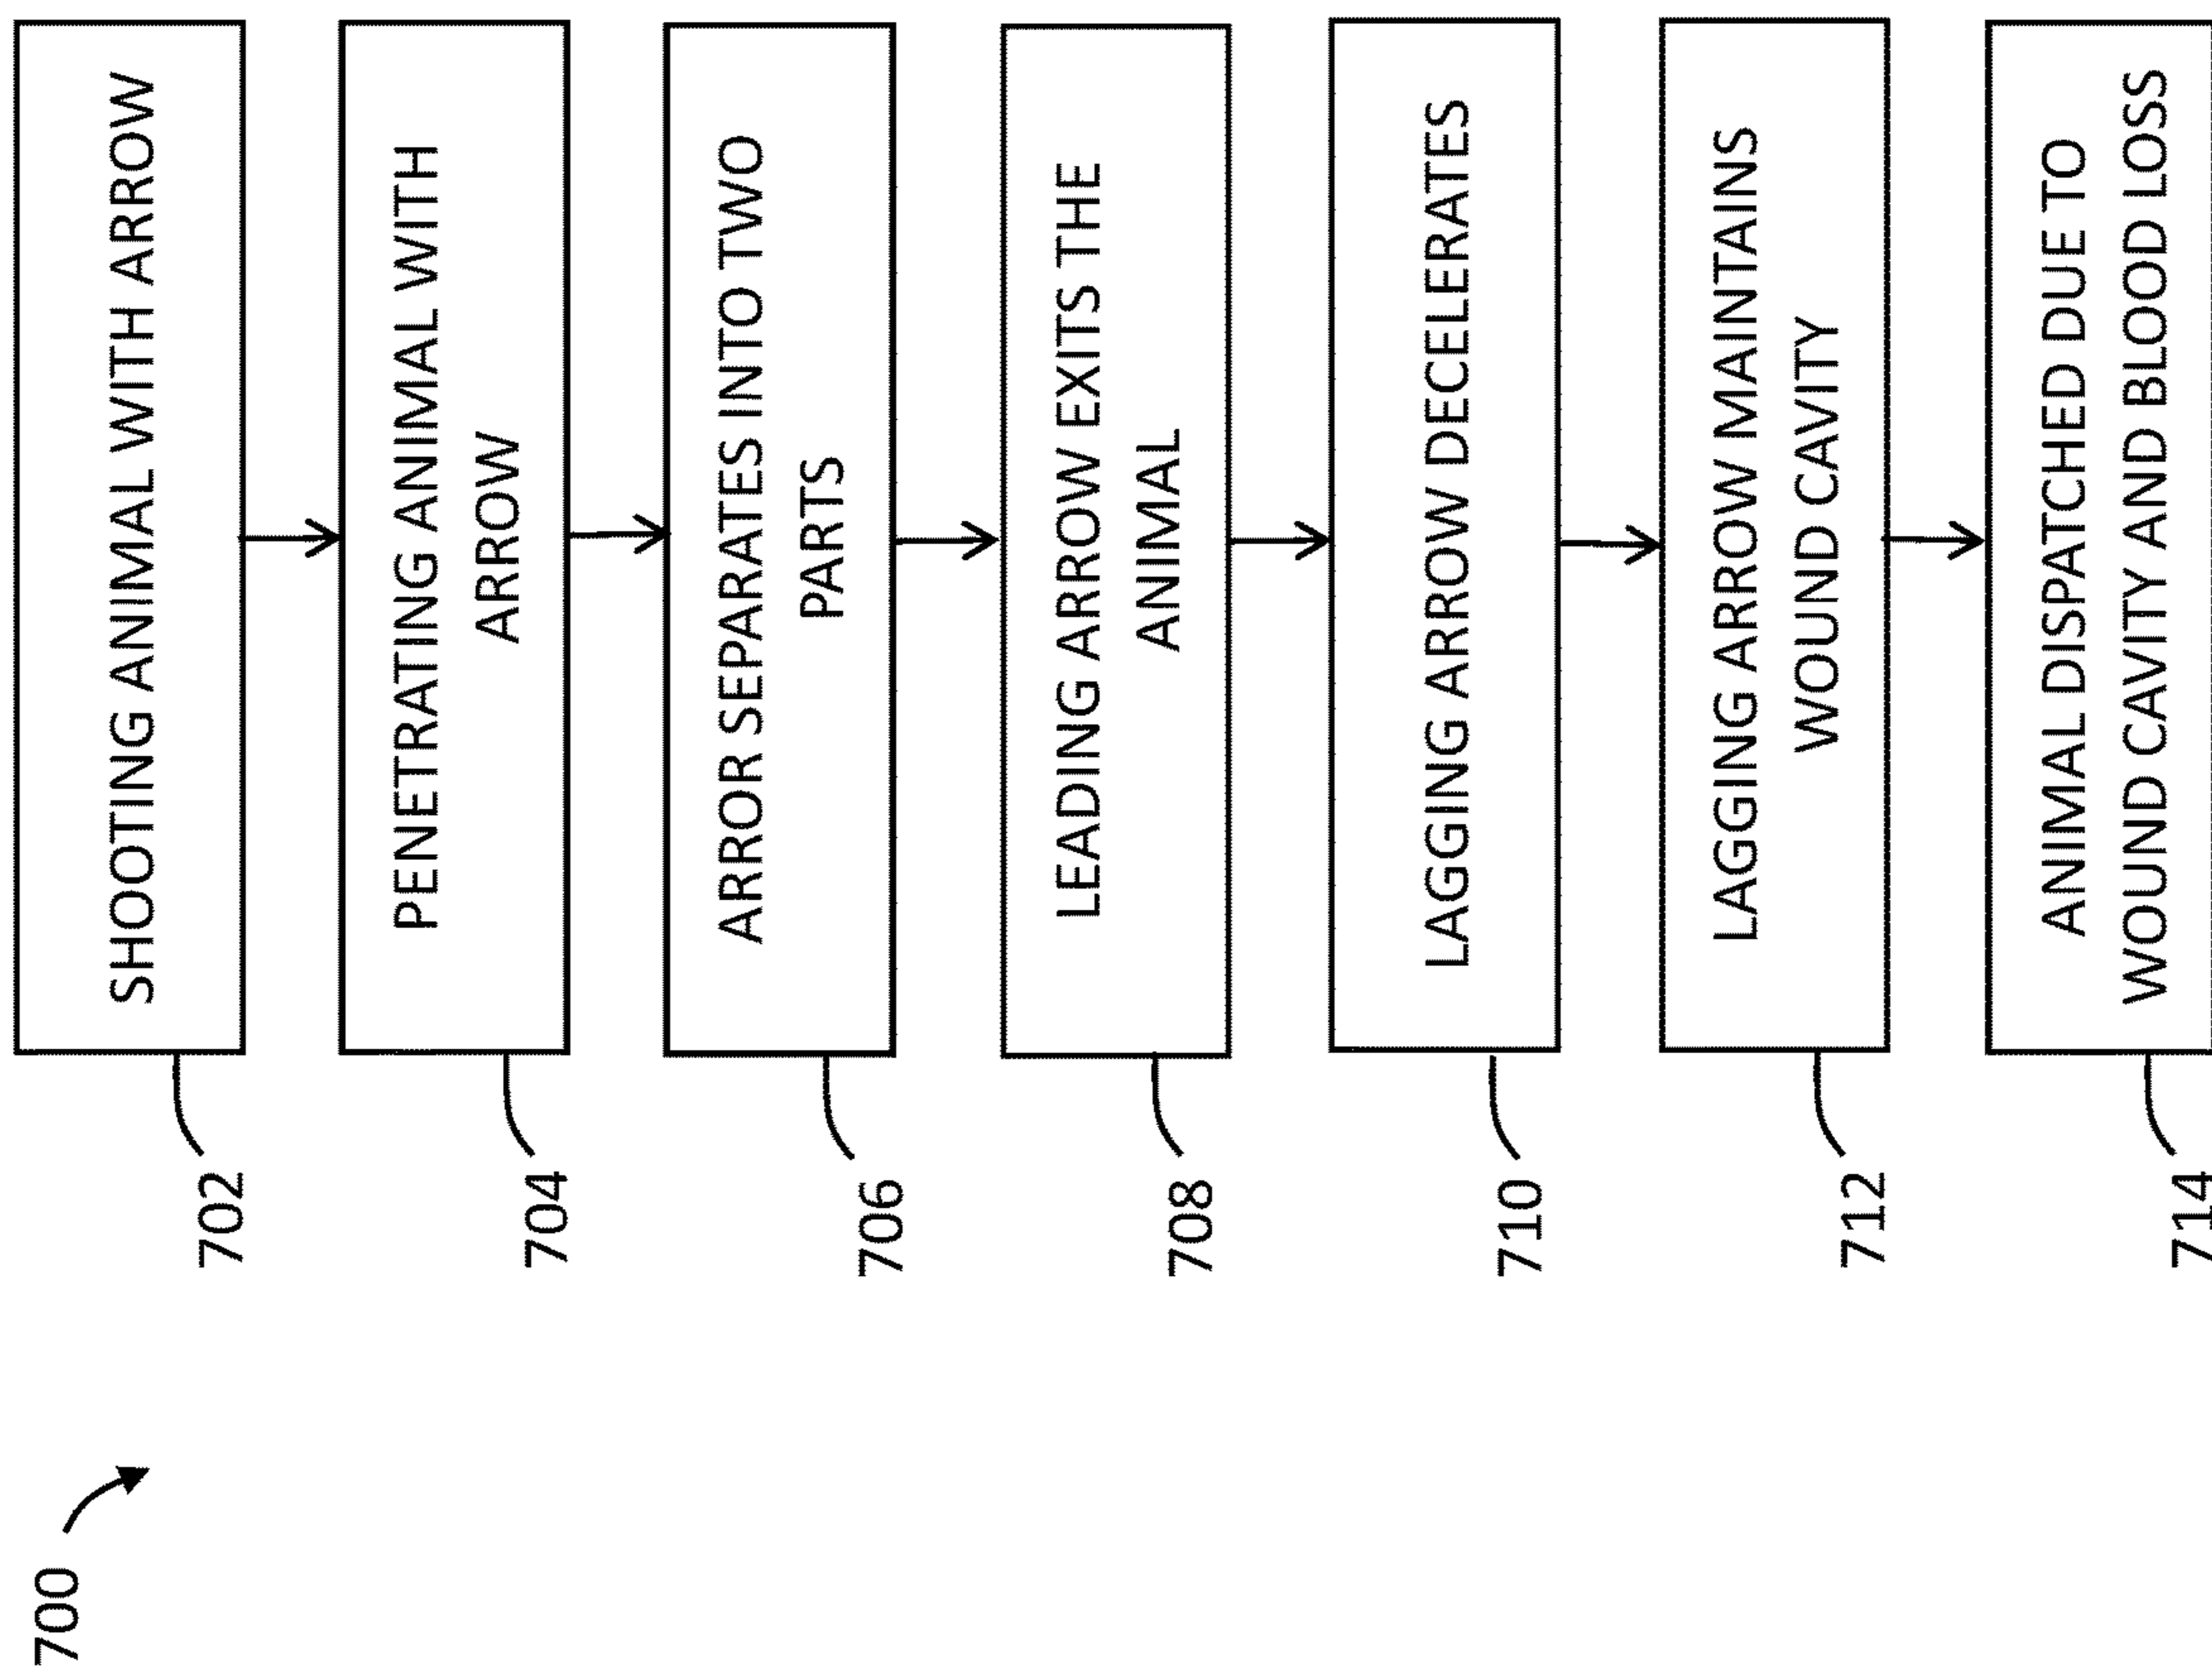 700
702
SHOOTING ANIMAL WITH ARROW
704
PENETRATING ANIMAL WITH
ARROW
706
ARROR SEPARATES INTO TWO
PARTS
708
LEADING ARROW EXITS THE
ANIMAL
710
LAGGING ARROW DECELERATES
712
LAGGING ARROW MAINTAINS
WOUND CAVITY
714
ANIMAL DISPATCHED DUE TO
WOUND CAVITY AND BLOOD LOSS